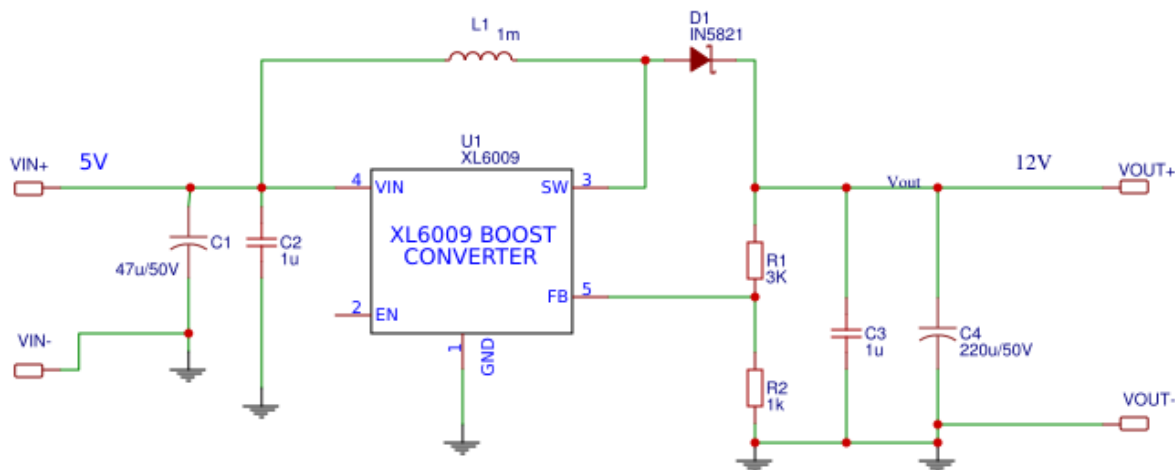 L1
1m
D1
IN5821
U1
XL6009
VIN+
5V
4
VIN
SW
3
12V
VOUT+
Vout
C1
47u/50V
C2
1u
XL6009 BOOST
CONVERTER
R1
3K
2
EN
FB
5
VIN-
1
GND
C3
1u
C4
220u/50V
R2
1k
VOUT-